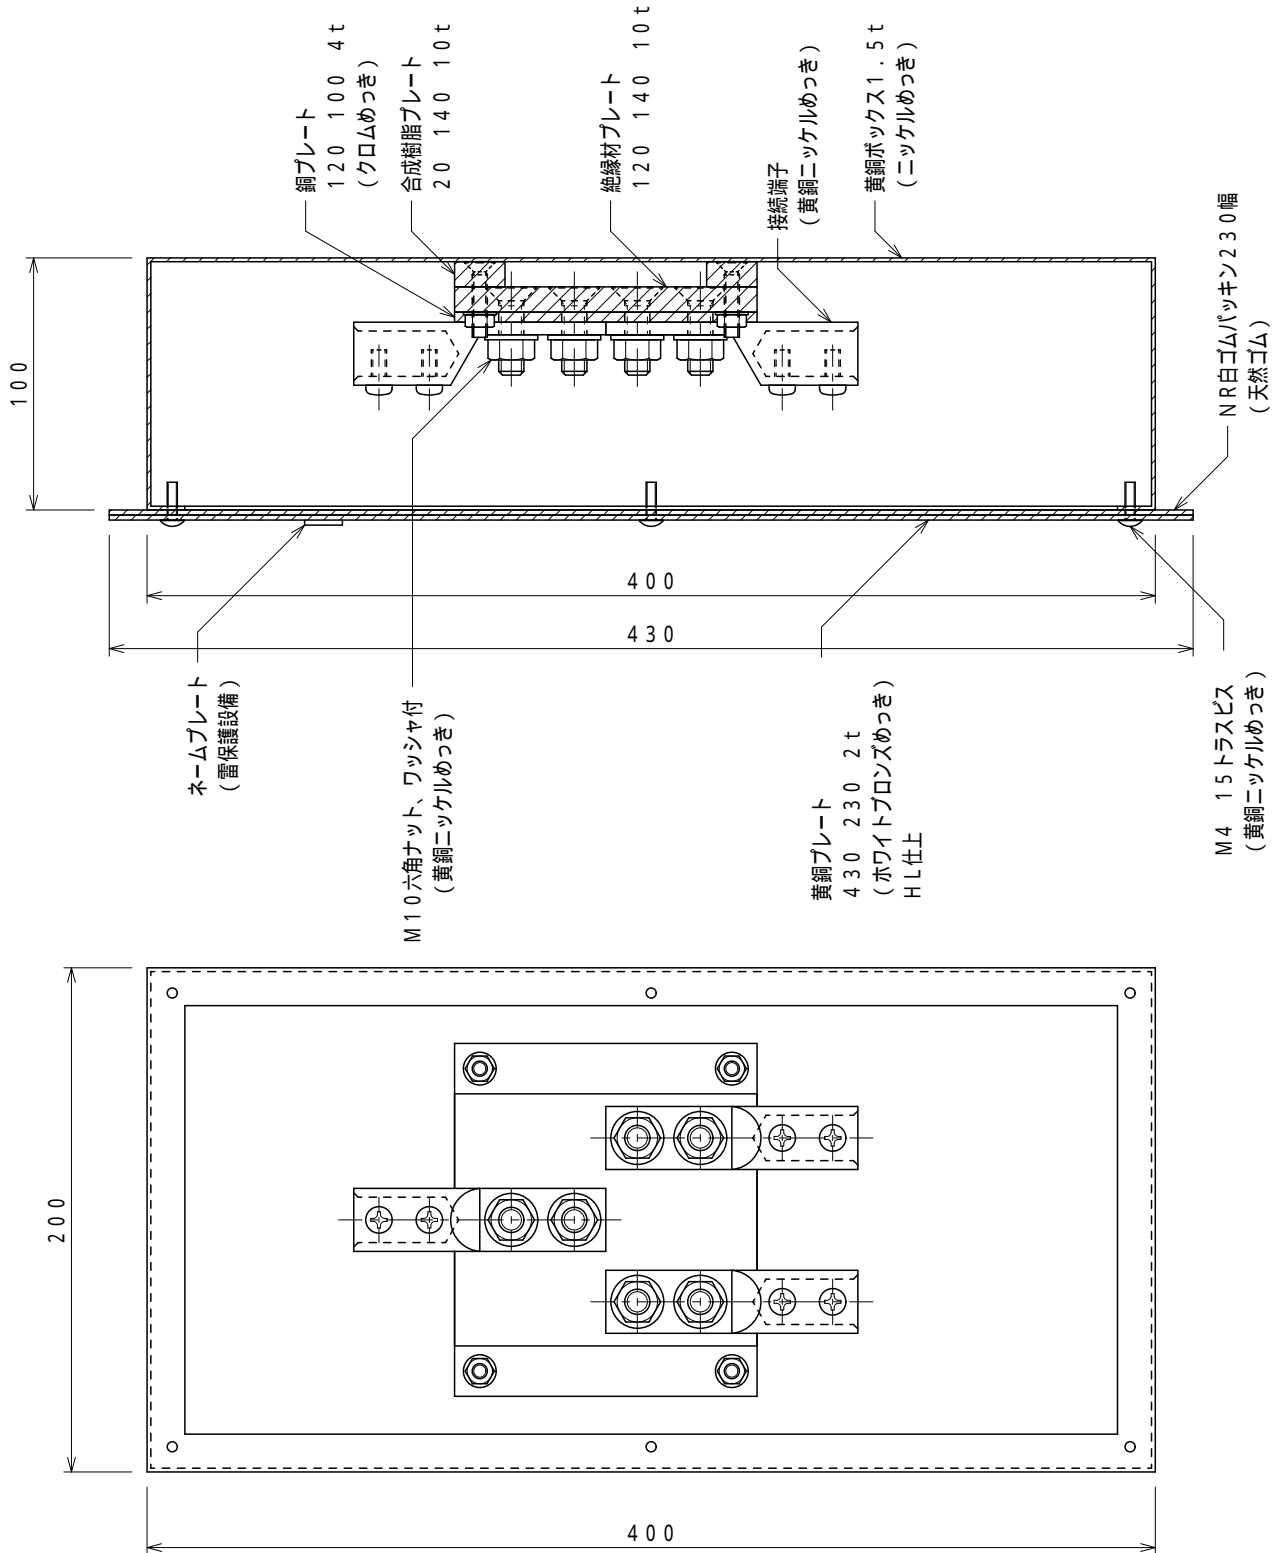 銅プレート
120 100 4t
(クロムめっき)
合成樹脂プレート
20 140 10t
絶縁材プレート
120 140 10t
接続端子
(黄銅ニッケルめっき)
黄銅ボックス1.5t
(ニッケルめっき)
NR白ゴムパッキン230幅
(天然ゴム)
100
400
430
ネームプレート
(雷保護設備)
M10六角ナット、ワッシャ付
(黄銅ニッケルめっき)
黄銅プレート
430 230 2t
(ホワイトブロンズめっき)
HL仕上
M4 15トラスビス
(黄銅ニッケルめっき)
200
400